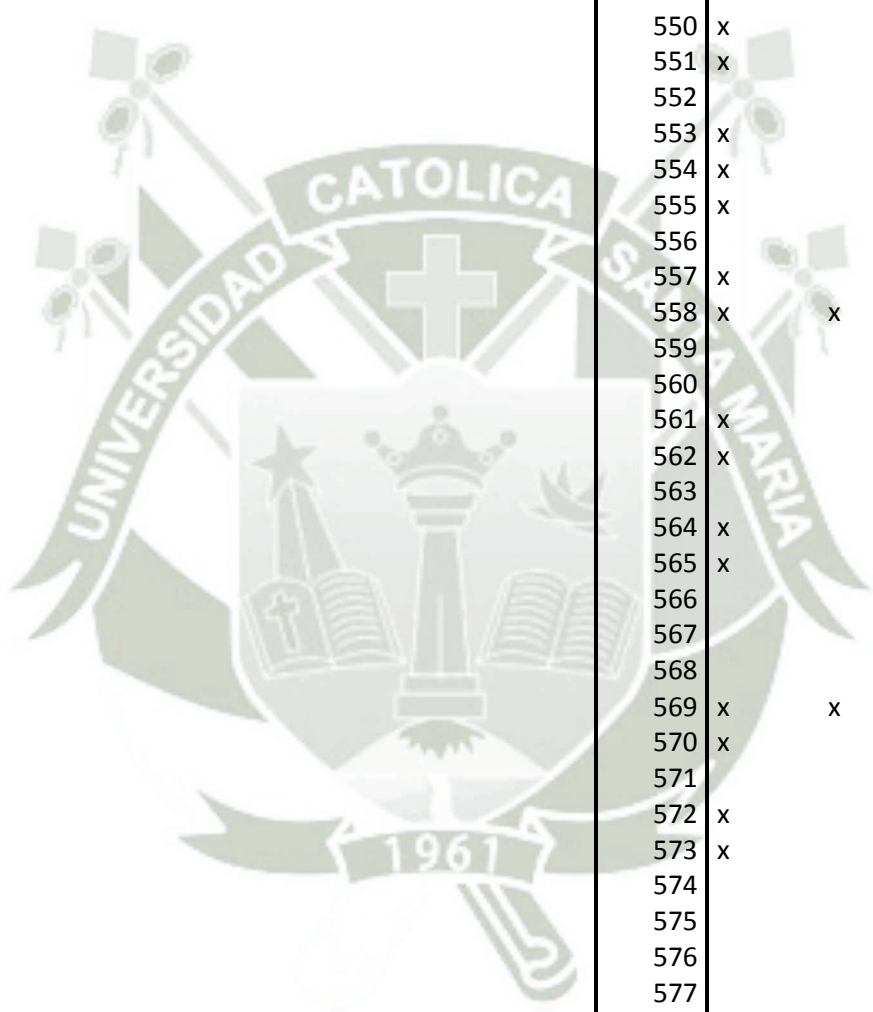 550 x
551 x
552
553 x
554 x
555 x
556
557 x
558 x x
559
560
561 x
562 x
563
564 x
565 x
566
567
568
569 x x
570 x
571
572 x
573 x
574
575
576
577
UNIVERSIDAD CATOLICA SANTA MARIA
1961